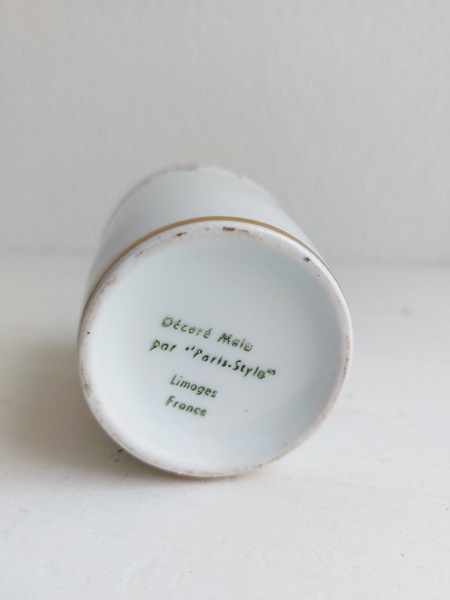 Décoré Main
par "Paris-Style"
Limoges
France